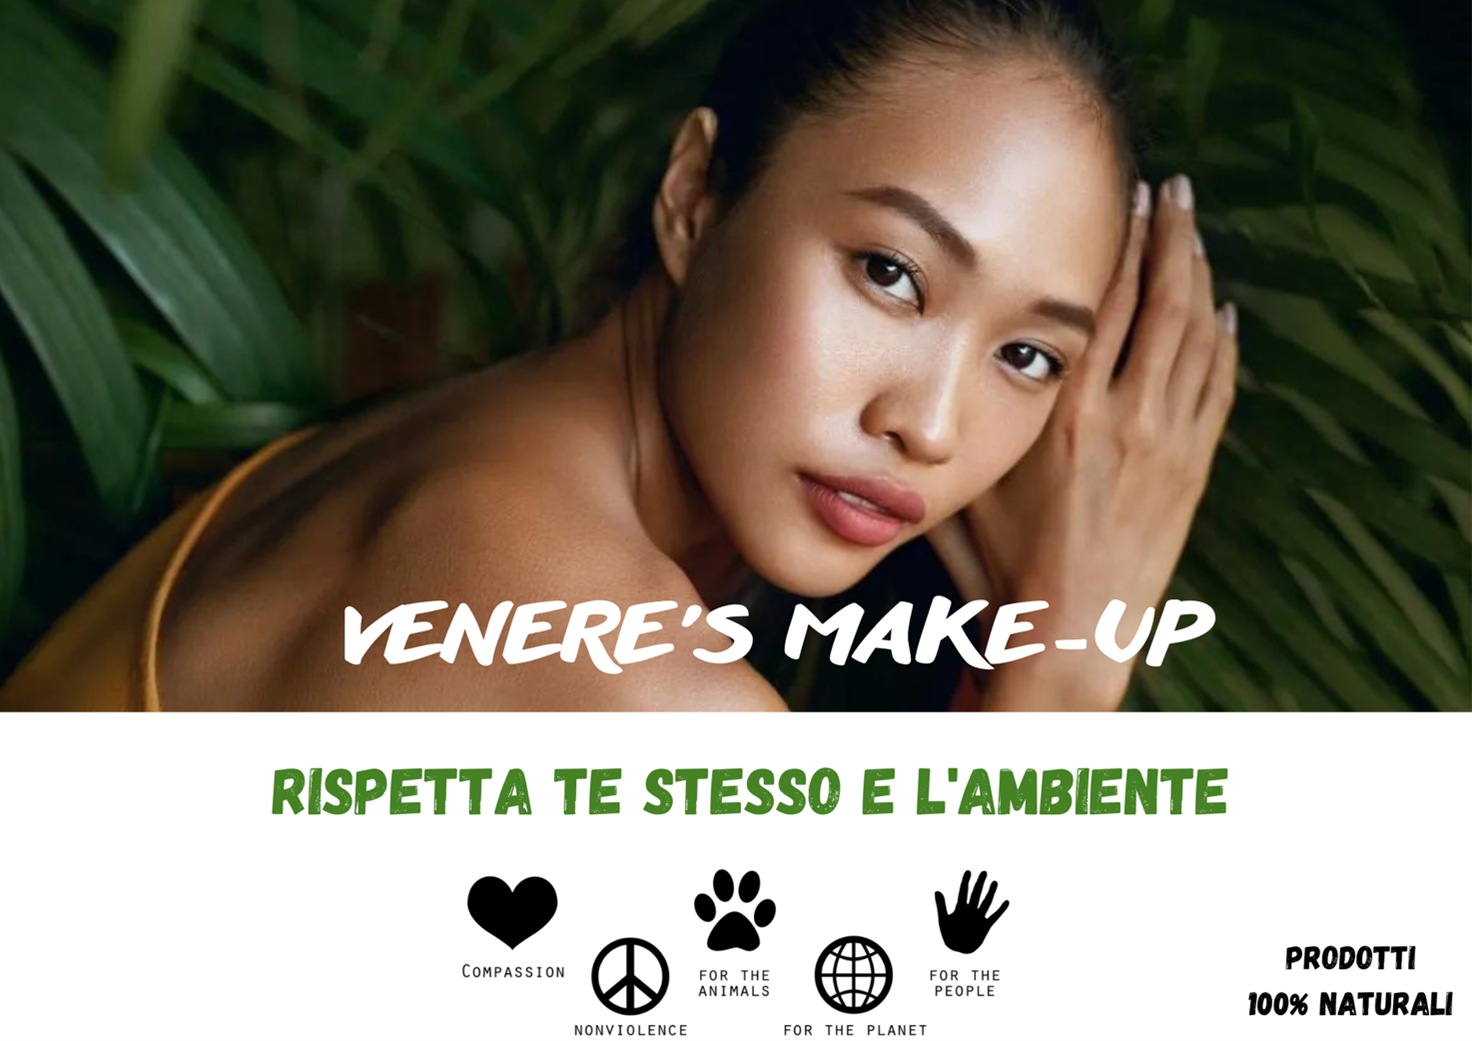 VENERE'S MAKE-UP
RISPETTA TE STESSO E L'AMBIENTE
COMPASSION
NONVIOLENCE
FOR THE
ANIMALS
FOR THE PLANET
FOR THE
PEOPLE
PRODOTTI
100% NATURALI